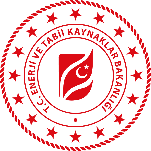 T.C. ENERJİ VE TABİİ KAYNAKLAR BAKANLIĞI